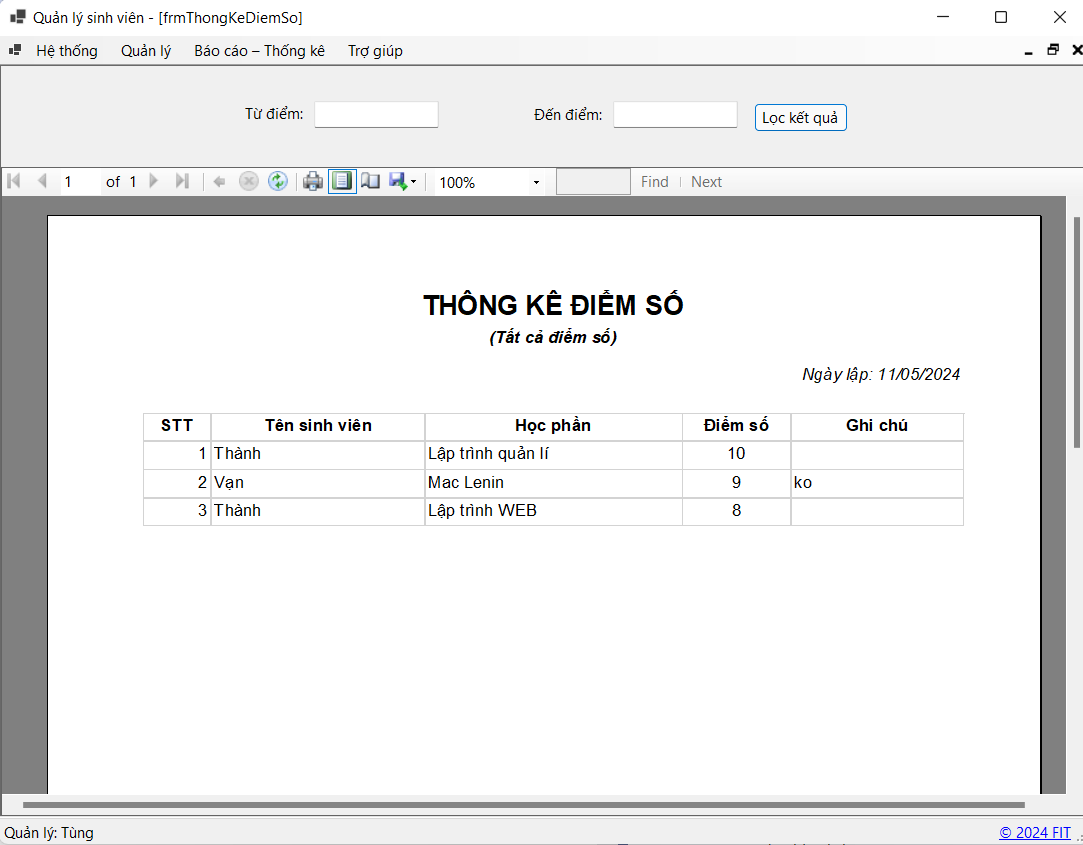 Quản lý sinh viên - [frmThongKeDiemSo]
Hệ thống Quản lý Báo cáo – Thống kê Trợ giúp
Từ điểm: Đến điểm: Lọc kết quả
1 of 1 100% Find Next
THỐNG KÊ ĐIỂM SỐ
(Tất cả điểm số)
Ngày lập: 11/05/2024
STT Tên sinh viên Học phần Điểm số Ghi chú
1 Thành Lập trình quản lí 10
2 Vạn Mac Lenin 9 ko
3 Thành Lập trình WEB 8
Quản lý: Tùng © 2024 FIT